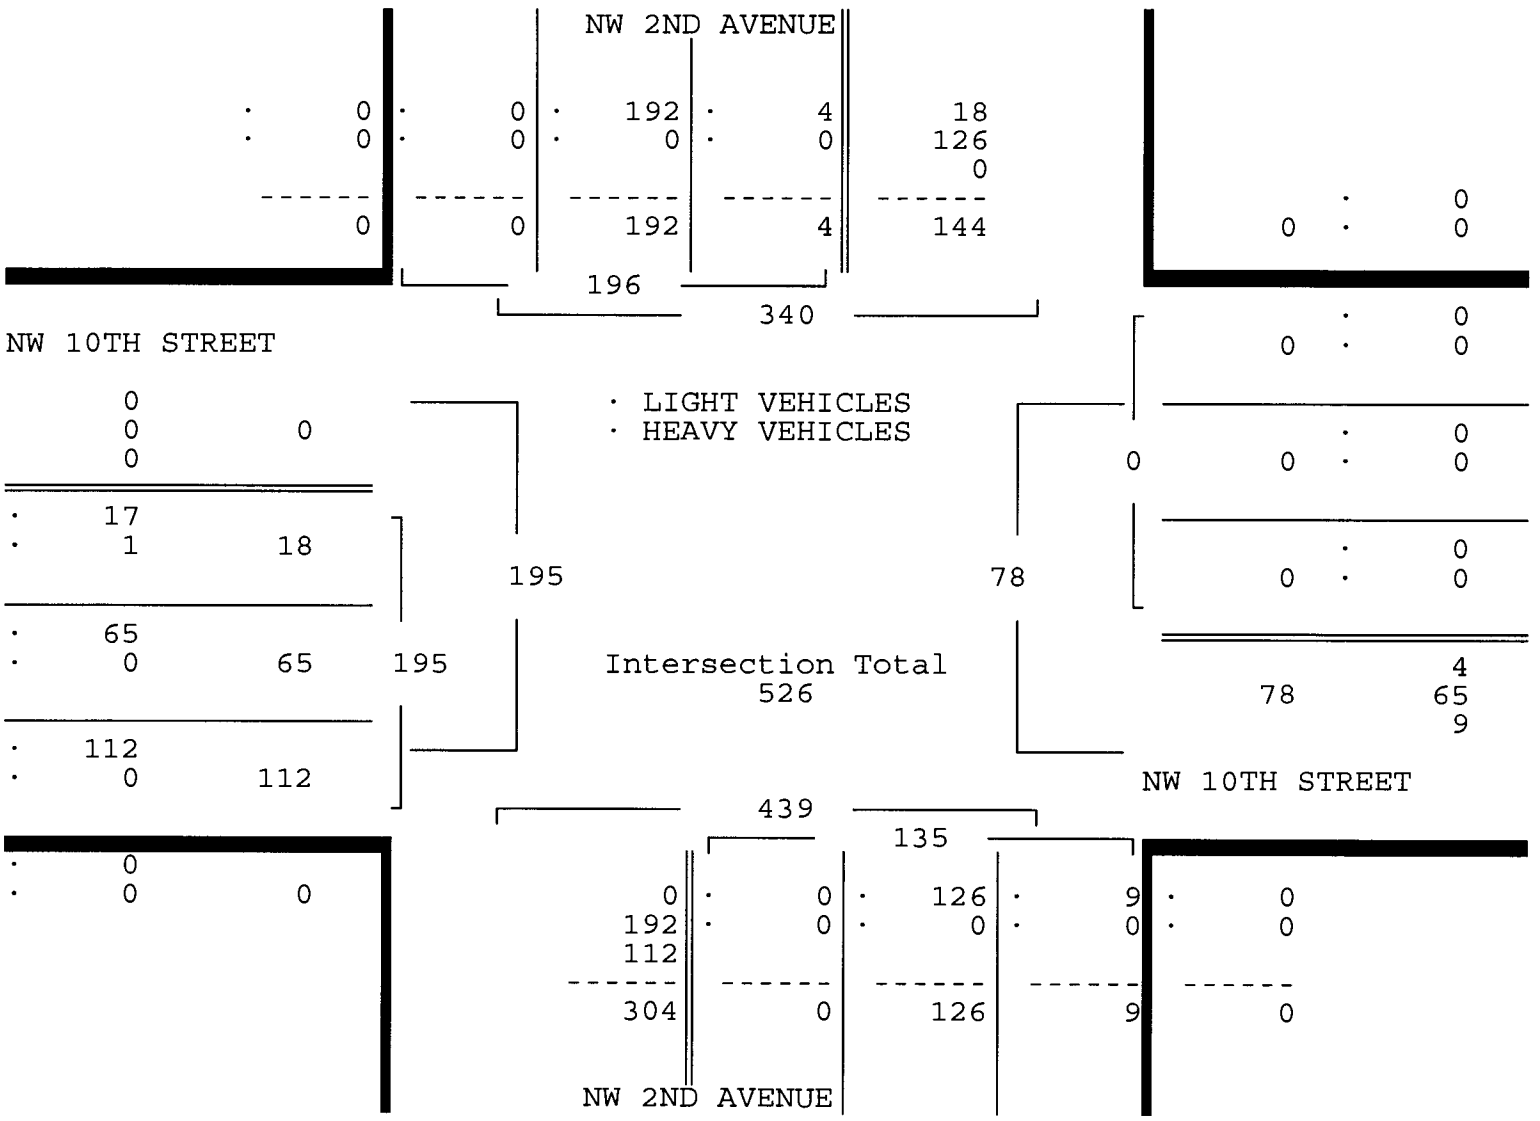 NW 2ND AVENUE
· 0 · 0 · 192 · 4 18
· 0 · 0 · 0 · 0 126
0
------ ------ ------ ------ ------
· 0
0 0 192 4 144 0 · 0
196
340 · 0
NW 10TH STREET 0 · 0
0 · LIGHT VEHICLES
0 0 · HEAVY VEHICLES · 0
0 0 0 · 0
· 17
· 1 18 · 0
195 78 0 · 0
· 65
· 0 65 195 Intersection Total 4
526 78 65
9
· 112
· 0 112 NW 10TH STREET
439
135
· 0
· 0 0 0 · 0 · 126 · 9 · 0
192 · 0 · 0 · 0 · 0
112
------ ------ ------ ------ ------
304 0 126 9 0
NW 2ND AVENUE